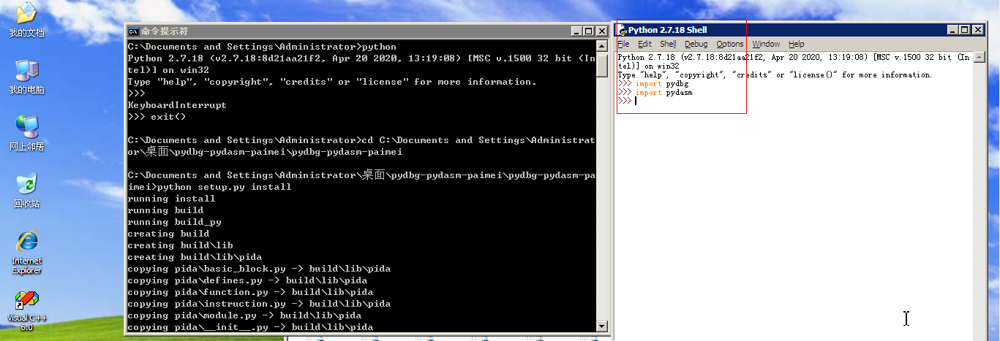 我的文档
我的电脑
网上邻居
回收站
Internet
Explorer
Visual C++
6.0
命令提示符
C:\Documents and Settings\Administrator>python
Python 2.7.18 (v2.7.18:8d21aa21f2, Apr 20 2020, 13:19:08) [MSC v.1500 32 bit (In
tel)] on win32
Type "help", "copyright", "credits" or "license" for more information.
>>>
KeyboardInterrupt
>>> exit()
C:\Documents and Settings\Administrator>cd C:\Documents and Settings\Administrat
or\桌面\pydbg-pydasm-paimei\pydbg-pydasm-paimei
C:\Documents and Settings\Administrator\桌面\pydbg-pydasm-paimei\pydbg-pydasm-pa
imei>python setup.py install
running install
running build
running build_py
creating build
creating build\lib
creating build\lib\pida
copying pida\basic_block.py -> build\lib\pida
copying pida\defines.py -> build\lib\pida
copying pida\function.py -> build\lib\pida
copying pida\instruction.py -> build\lib\pida
copying pida\module.py -> build\lib\pida
copying pida\__init__.py -> build\lib\pida
Python 2.7.18 Shell
File Edit Shell Debug Options Window Help
Python 2.7.18 (v2.7.18:8d21aa21f2, Apr 20 2020, 13:19:08) [MSC v.1500 32 bit (In
tel)] on win32
Type "help", "copyright", "credits" or "license()" for more information.
>>> import pydbg
>>> import pydasm
>>>